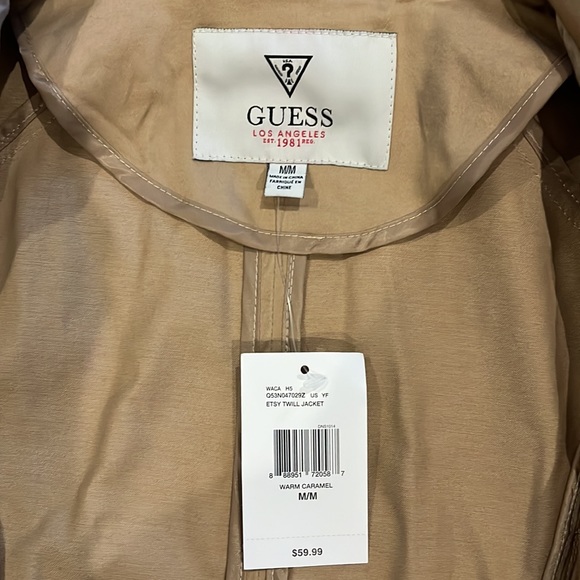 U.S.A.
?
GUESS
LOS ANGELES
EST. 1981 REG.
M/M
MADE IN CHINA
FABRIQUÉ EN
CHINE
WACA H5
Q53N047029Z US YF
ETSY TWILL JACKET
DNS1014
8 88951 72058 7
WARM CARAMEL
M/M
$59.99